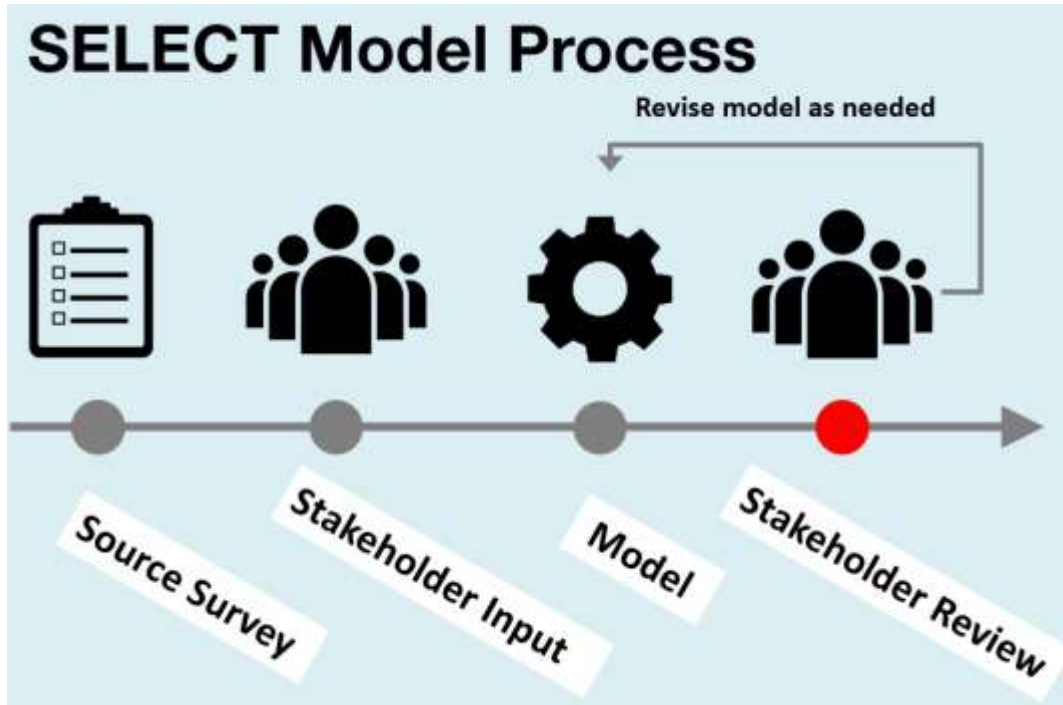 SELECT Model Process
Revise model as needed
Source Survey
Stakeholder Input
Model
Stakeholder Review